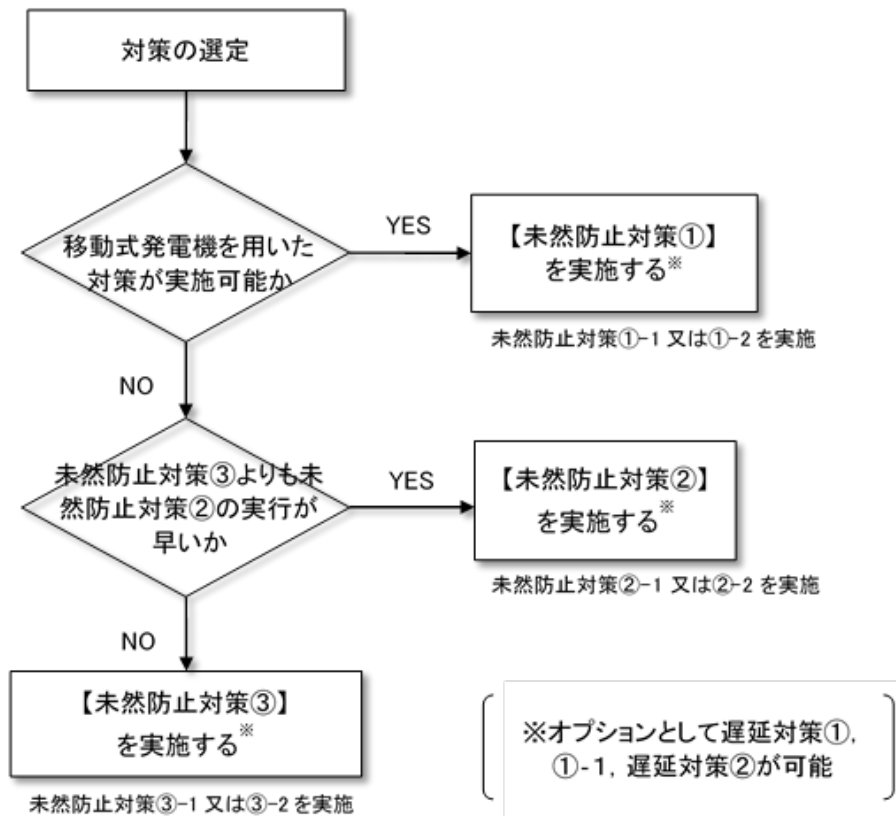 対策の選定
移動式発電機を用いた
対策が実施可能か
YES
【未然防止対策①】
を実施する※
未然防止対策①-1 又は①-2 を実施
NO
未然防止対策③よりも未
然防止対策②の実行が
早いか
YES
【未然防止対策②】
を実施する※
未然防止対策②-1 又は②-2 を実施
NO
【未然防止対策③】
を実施する※
未然防止対策③-1 又は③-2 を実施
※オプションとして遅延対策①,
①-1, 遅延対策②が可能